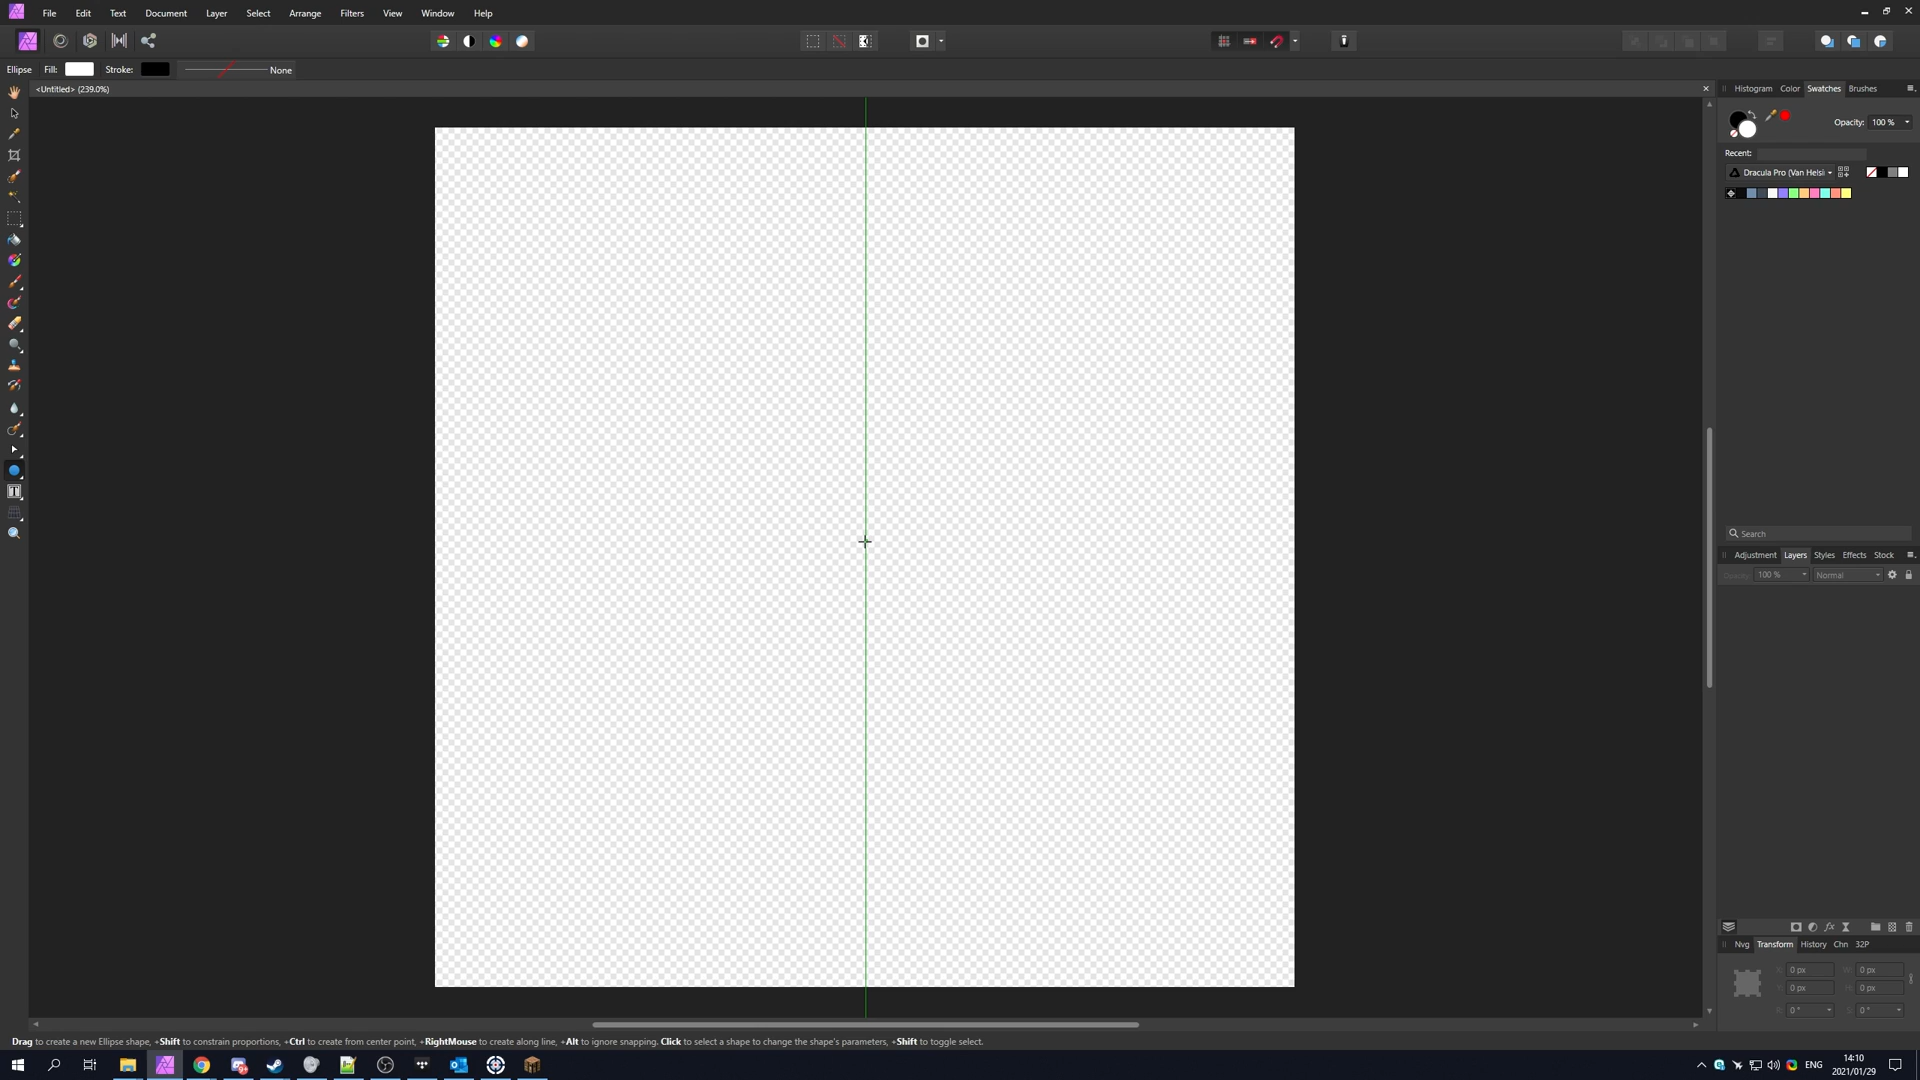 File Edit Text Document Layer Select Arrange Filters View Window Help
Ellipse Fill: Stroke: None
<Untitled> (239.0%)
Histogram Color Swatches Brushes
Opacity: 100 %
Recent:
Dracula Pro (Van Helsi
Search
Adjustment Layers Styles Effects Stock
Opacity: 100 % Normal
Nvg Transform History Chn 32P
X: 0 px W: 0 px
Y: 0 px H: 0 px
R: 0 ° S: 0 °
Drag to create a new Ellipse shape, +Shift to constrain proportions, +Ctrl to create from center point, +RightMouse to create along line, +Alt to ignore snapping. Click to select a shape to change the shape's parameters, +Shift to toggle select.
ENG
14:10
2021/01/29